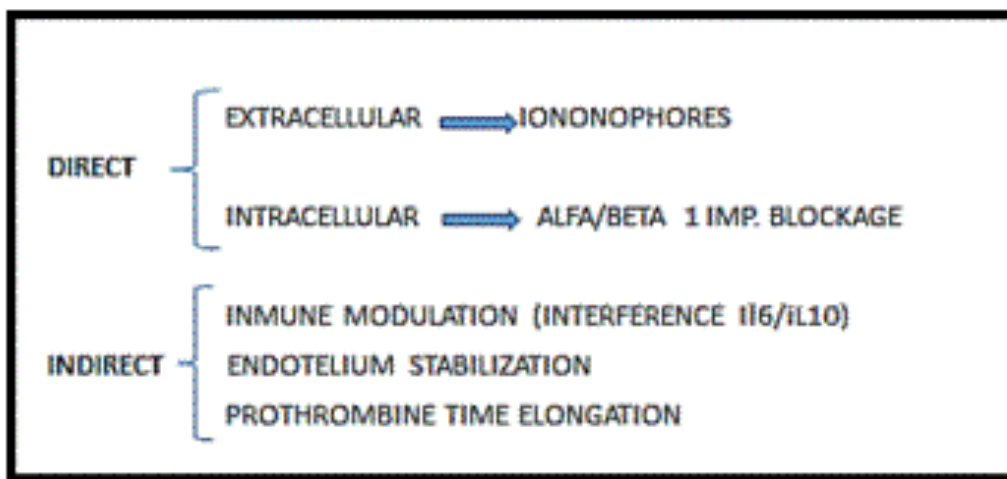 DIRECT
EXTRACELLULAR IONONOPHORES
INTRACELLULAR ALFA/BETA 1 IMP. BLOCKAGE
INDIRECT
INMUNE MODULATION (INTERFERENCE Il6/iL10)
ENDOTELIUM STABILIZATION
PROTHROMBINE TIME ELONGATION